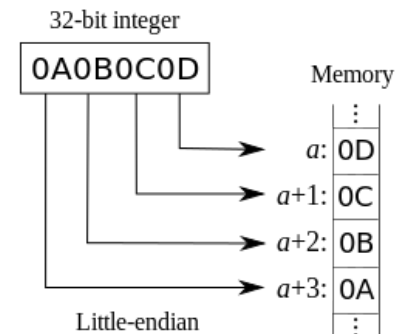 32-bit integer
0A0B0C0D
Memory
⋮
a: 0D
a+1: 0C
a+2: 0B
a+3: 0A
⋮
Little-endian